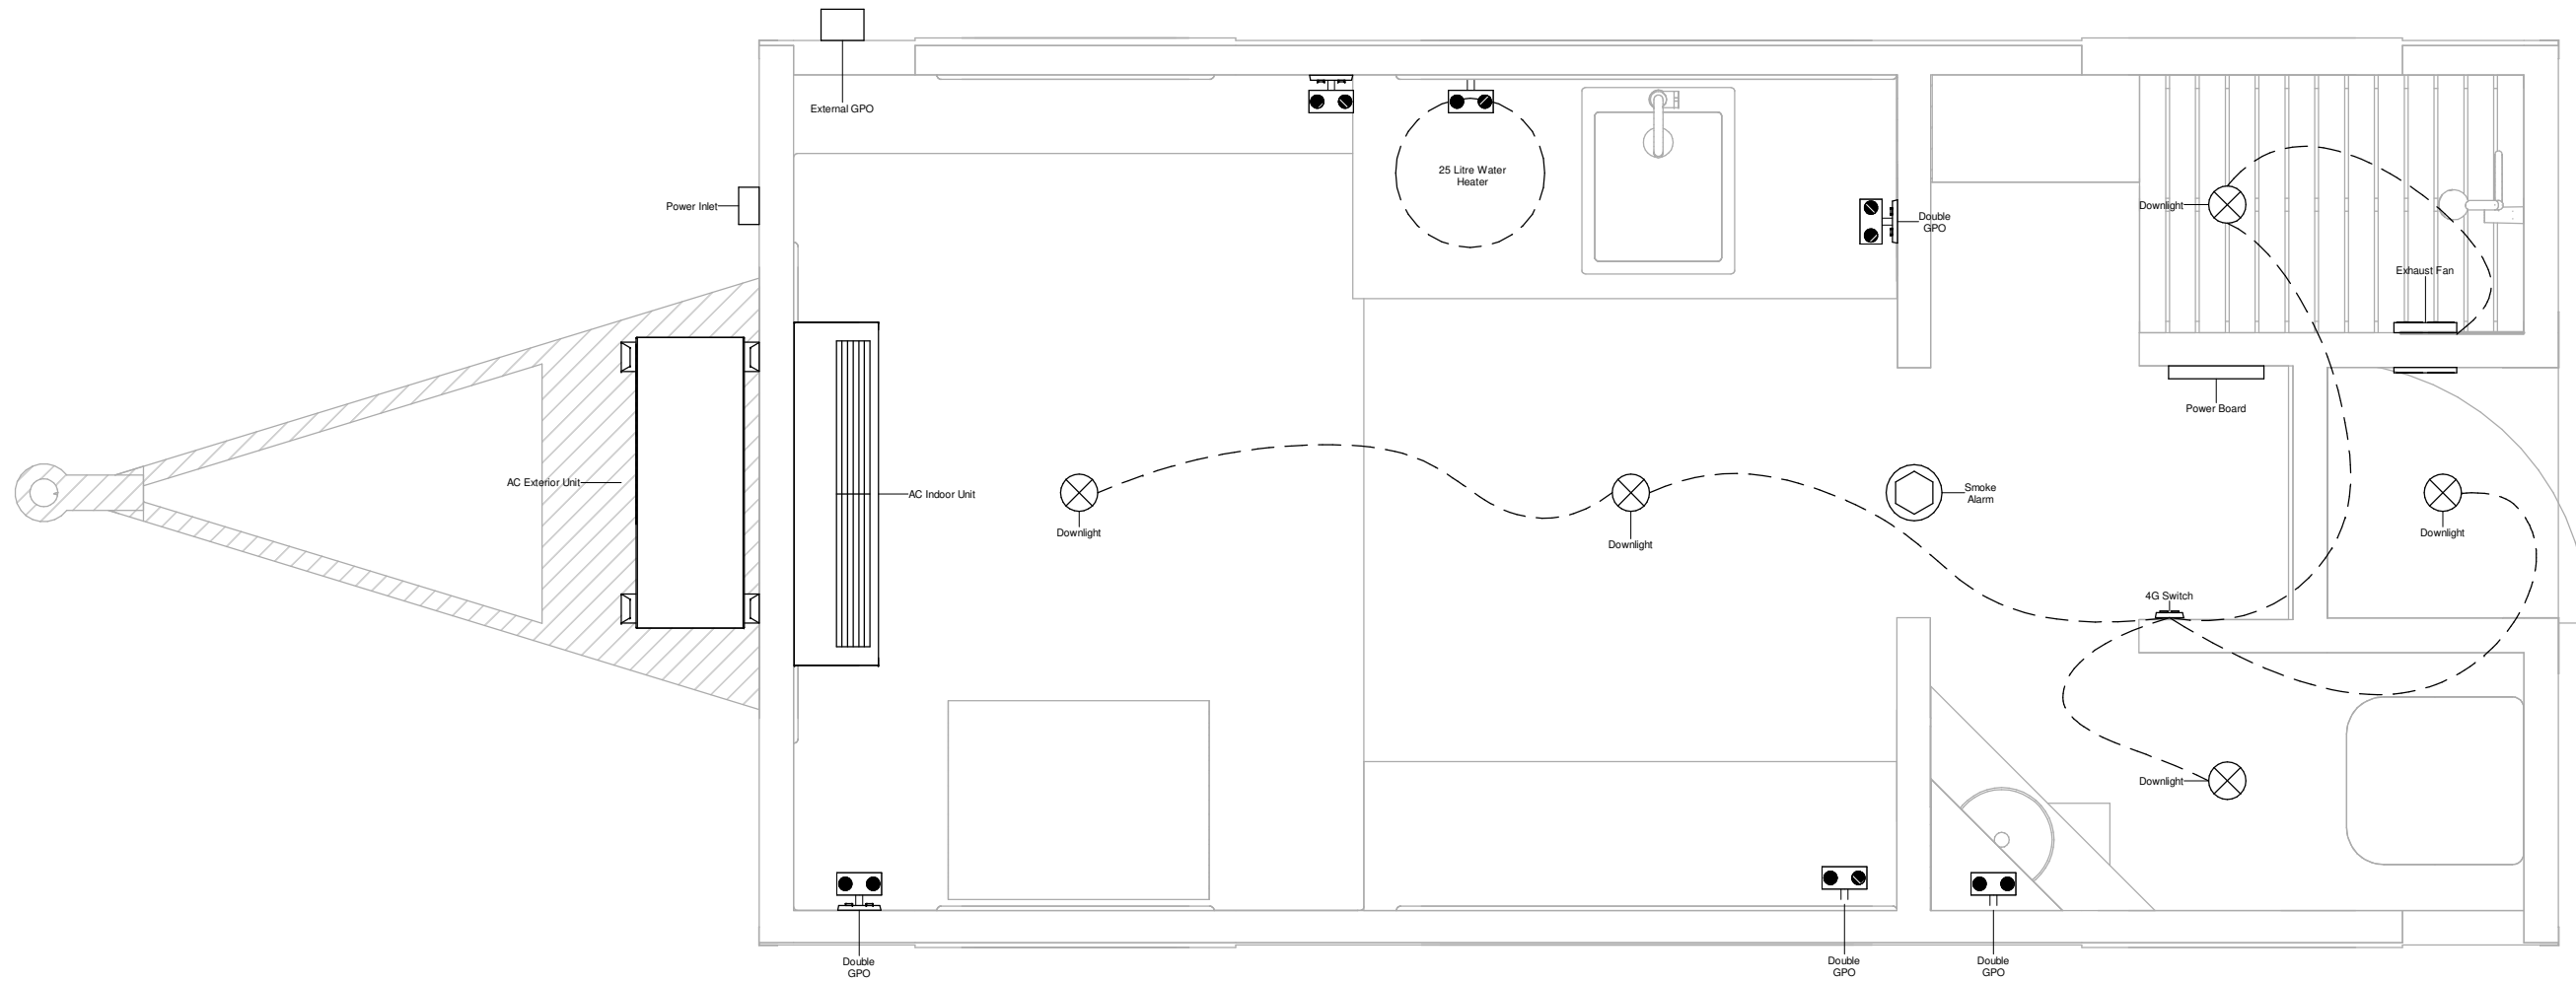 External GPO
25 Litre Water
Heater
Power Inlet
Downlight
Double
GPO
Exhaust Fan
Power Board
AC Exterior Unit
AC Indoor Unit
Smoke
Alarm
Downlight
Downlight
Downlight
4G Switch
Downlight
Double
GPO
Double
GPO
Double
GPO